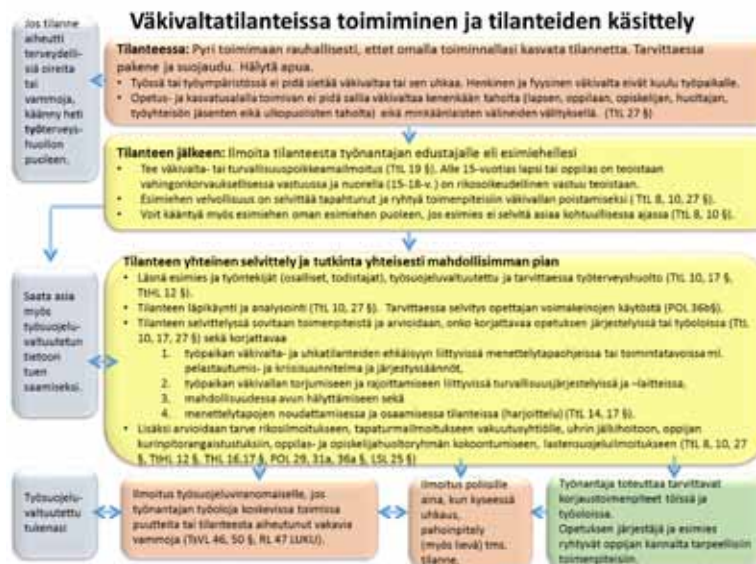 Väkivaltatilanteissa toimiminen ja tilanteiden käsittely
Jos tilanne
aiheutti
terveydelli-
siä oireita
tai
vammoja,
käänny heti
työterveys-
huollon
puoleen.
Tilanteessa: Pyri toimimaan rauhallisesti, ettet omalla toiminnallasi kasvata tilannetta. Tarvittaessa
pakene ja suojaudu. Hälytä apua.
• Työssä tai työympäristössä ei pidä sietää väkivaltaa tai sen uhkaa. Henkinen ja fyysinen väkivalta eivät kuulu työpaikalle.
• Opetus- ja kasvatusalalla toimivan ei pidä sallia väkivaltaa kenenkään taholta (lapsen, oppilaan, opiskelijan, huoltajan,
työyhteisön jäsenten eikä ulkopuolisten taholta) eikä minkäänlaisten välineiden välityksellä. (TtL 27 §)
Tilanteen jälkeen: Ilmoita tilanteesta työnantajan edustajalle eli esimiehellesi
• Tee väkivalta- tai turvallisuuspoikkeamailmoitus (TtL 19 §). Alle 15-vuotias lapsi tai oppilas on teoistaan
vahingonkorvauksellisessa vastuussa ja nuorella (15-18-v.) on rikosoikeudellinen vastuu teoistaan.
• Esimiehen velvollisuus on selvittää tapahtunut ja ryhtyä toimenpiteisiin väkivallan poistamiseksi ( TtL 8, 10, 27 §).
• Voit kääntyä myös esimiehen oman esimiehen puoleen, jos esimies ei selvitä asiaa kohtuullisessa ajassa (TtL 8, 10 §).
Saata asia
myös
työsuojelu-
valtuutetun
tietoon
tuen
saamiseksi.
Tilanteen yhteinen selvittely ja tutkinta yhteisesti mahdollisimman pian
• Läsnä esimies ja työntekijät (osalliset, todistajat), työsuojeluvaltuutettu ja tarvittaessa työterveyshuolto (TtL 10, 17 §,
TtHL 12 §).
• Tilanteen läpikäynti ja analysointi (TtL 10, 27 §). Tarvittaessa selvitys opettajan voimakeinojen käytöstä (POL 36b§).
• Tilanteen selvittelyssä sovitaan toimenpiteistä ja arvioidaan, onko korjattavaa opetuksen järjestelyissä tai työoloissa (TtL
10, 17, 27 §) sekä korjattavaa
1. työpaikan väkivalta- ja uhkatilanteiden ehkäisyyn liittyvissä menettelytapaohjeissa tai toimintatavoissa ml.
pelastautumis- ja kriisisuunnitelma ja järjestyssäännöt,
2. työpaikan väkivallan torjumiseen ja rajoittamiseen liittyvissä turvallisuusjärjestelyissä ja –laitteissa,
3. mahdollisuudessa avun hälyttämiseen sekä
4. menettelytapojen noudattamisessa ja osaamisessa tilanteissa (harjoittelu) (TtL 14, 17 §).
• Lisäksi arvioidaan tarve rikosilmoitukseen, tapaturmailmoitukseen vakuutusyhtiölle, uhrin jälkihoitoon, oppijan
kurinpitorangaistustuksiin, oppilas- ja opiskelijahuoltoryhmän kokoontumiseen, lastensuojeluilmoitukseen (TtL 8, 10, 27
§, TtHL 12 §, THL 16,17 §, POL 29, 31a, 36a §, LSL 25 §)
Työsuojelu-
valtuutettu
tukenasi
Ilmoitus työsuojeluviranomaiselle, jos
työnantajan työoloja koskevissa toimissa
puutteita tai tilanteesta aiheutunut vakavia
vammoja (TsVL 46, 50 §, RL 47 LUKU).
Ilmoitus poliisille
aina, kun kyseessä
uhkaus,
pahoinpitely
(myös lievä) tms.
tilanne.
Työnantaja toteuttaa tarvittavat
korjaustoimenpiteet töissä ja
työoloissa.
Opetuksen järjestäjä ja esimies
ryhtyvät oppijan kannalta tarpeellisiin
toimenpiteisiin.